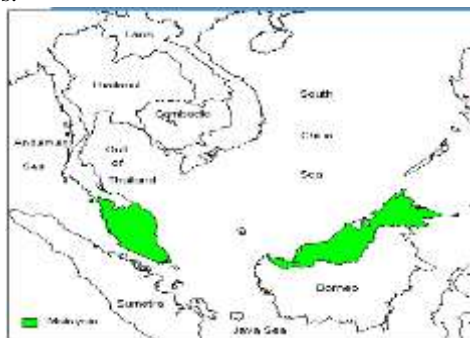 Laos
Thailand
South
Cambodia
China
Andaman
Sea
Gulf
of
Thailand
Sea
Borneo
Sumatra
Malaysia
Java Sea